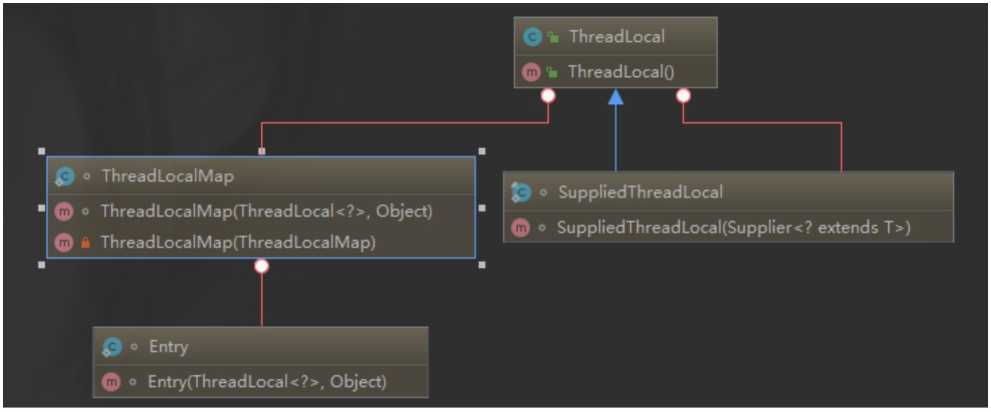 ThreadLocal
ThreadLocal()
ThreadLocalMap
ThreadLocalMap(ThreadLocal<?>, Object)
ThreadLocalMap(ThreadLocalMap)
SuppliedThreadLocal
SuppliedThreadLocal(Supplier<? extends T>)
Entry
Entry(ThreadLocal<?>, Object)